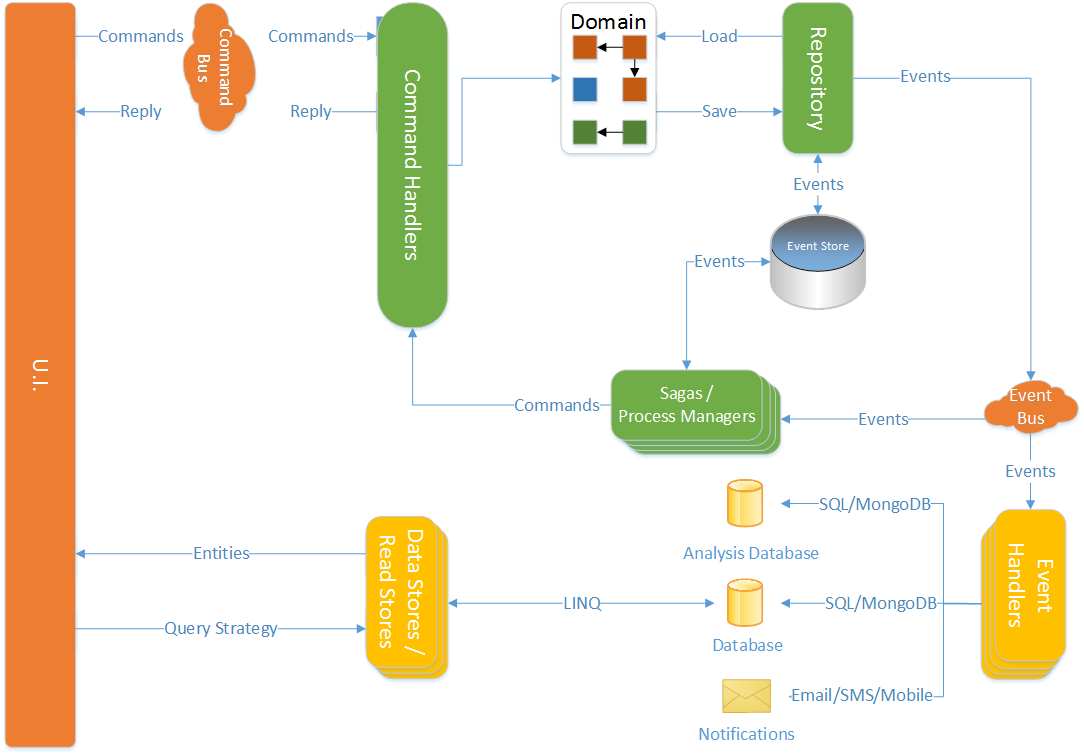 U.I.
Commands
Command
Bus
Commands
Reply
Reply
Command Handlers
Domain
Load
Save
Repository
Events
Events
Event Store
Events
Sagas /
Process Managers
Commands
Events
Event
Bus
Events
Event
Handlers
SQL/MongoDB
Analysis Database
SQL/MongoDB
Database
Email/SMS/Mobile
Notifications
LINQ
Data Stores /
Read Stores
Entities
Query Strategy